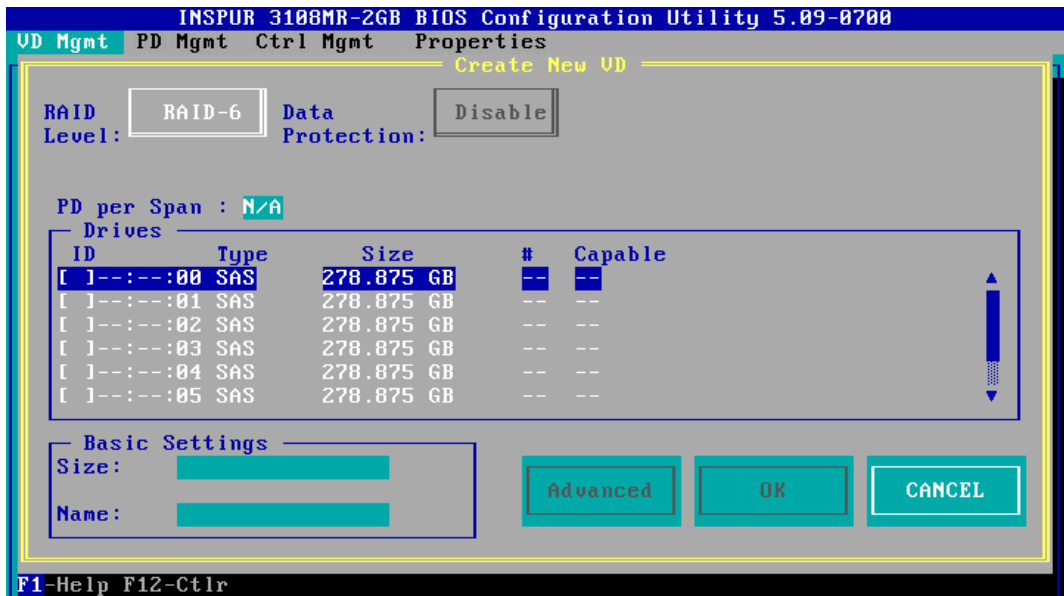 INSPUR 3108MR-2GB BIOS Configuration Utility 5.09-0700
VD Mgmt PD Mgmt Ctrl Mgmt Properties
Create New VD
RAID Level: RAID-6 Data Protection: Disable
PD per Span : N/A
Drives
ID Type Size # Capable
[ ]--:--:00 SAS 278.875 GB -- --
[ ]--:--:01 SAS 278.875 GB -- --
[ ]--:--:02 SAS 278.875 GB -- --
[ ]--:--:03 SAS 278.875 GB -- --
[ ]--:--:04 SAS 278.875 GB -- --
[ ]--:--:05 SAS 278.875 GB -- --
Basic Settings
Size:
Name:
Advanced OK CANCEL
F1-Help F12-Ctlr